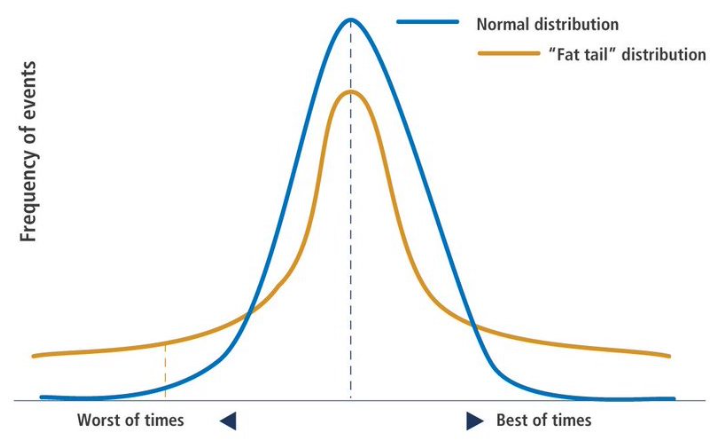 Normal distribution
“Fat tail” distribution
Frequency of events
Worst of times
Best of times